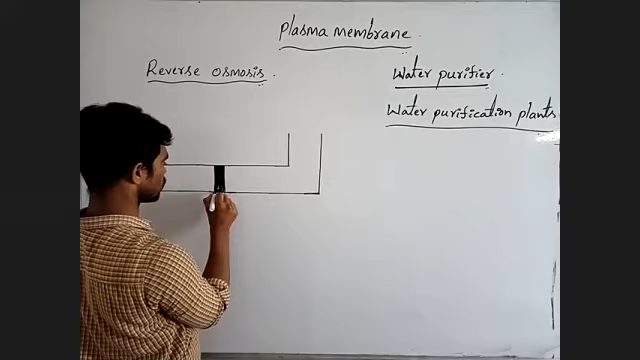 Plasma membrane.
Reverse osmosis.
Water purifier.
Water purification plants